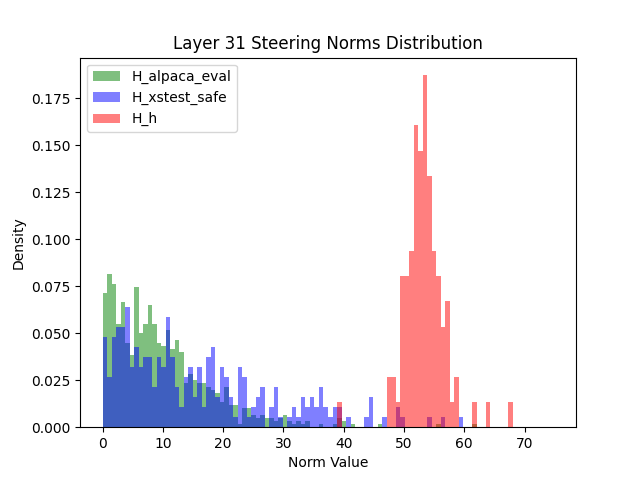 Layer 31 Steering Norms Distribution
H_alpaca_eval
H_xstest_safe
H_h
0.175
0.150
0.125
0.100
0.075
0.050
0.025
0.000
Density
0 10 20 30 40 50 60 70
Norm Value